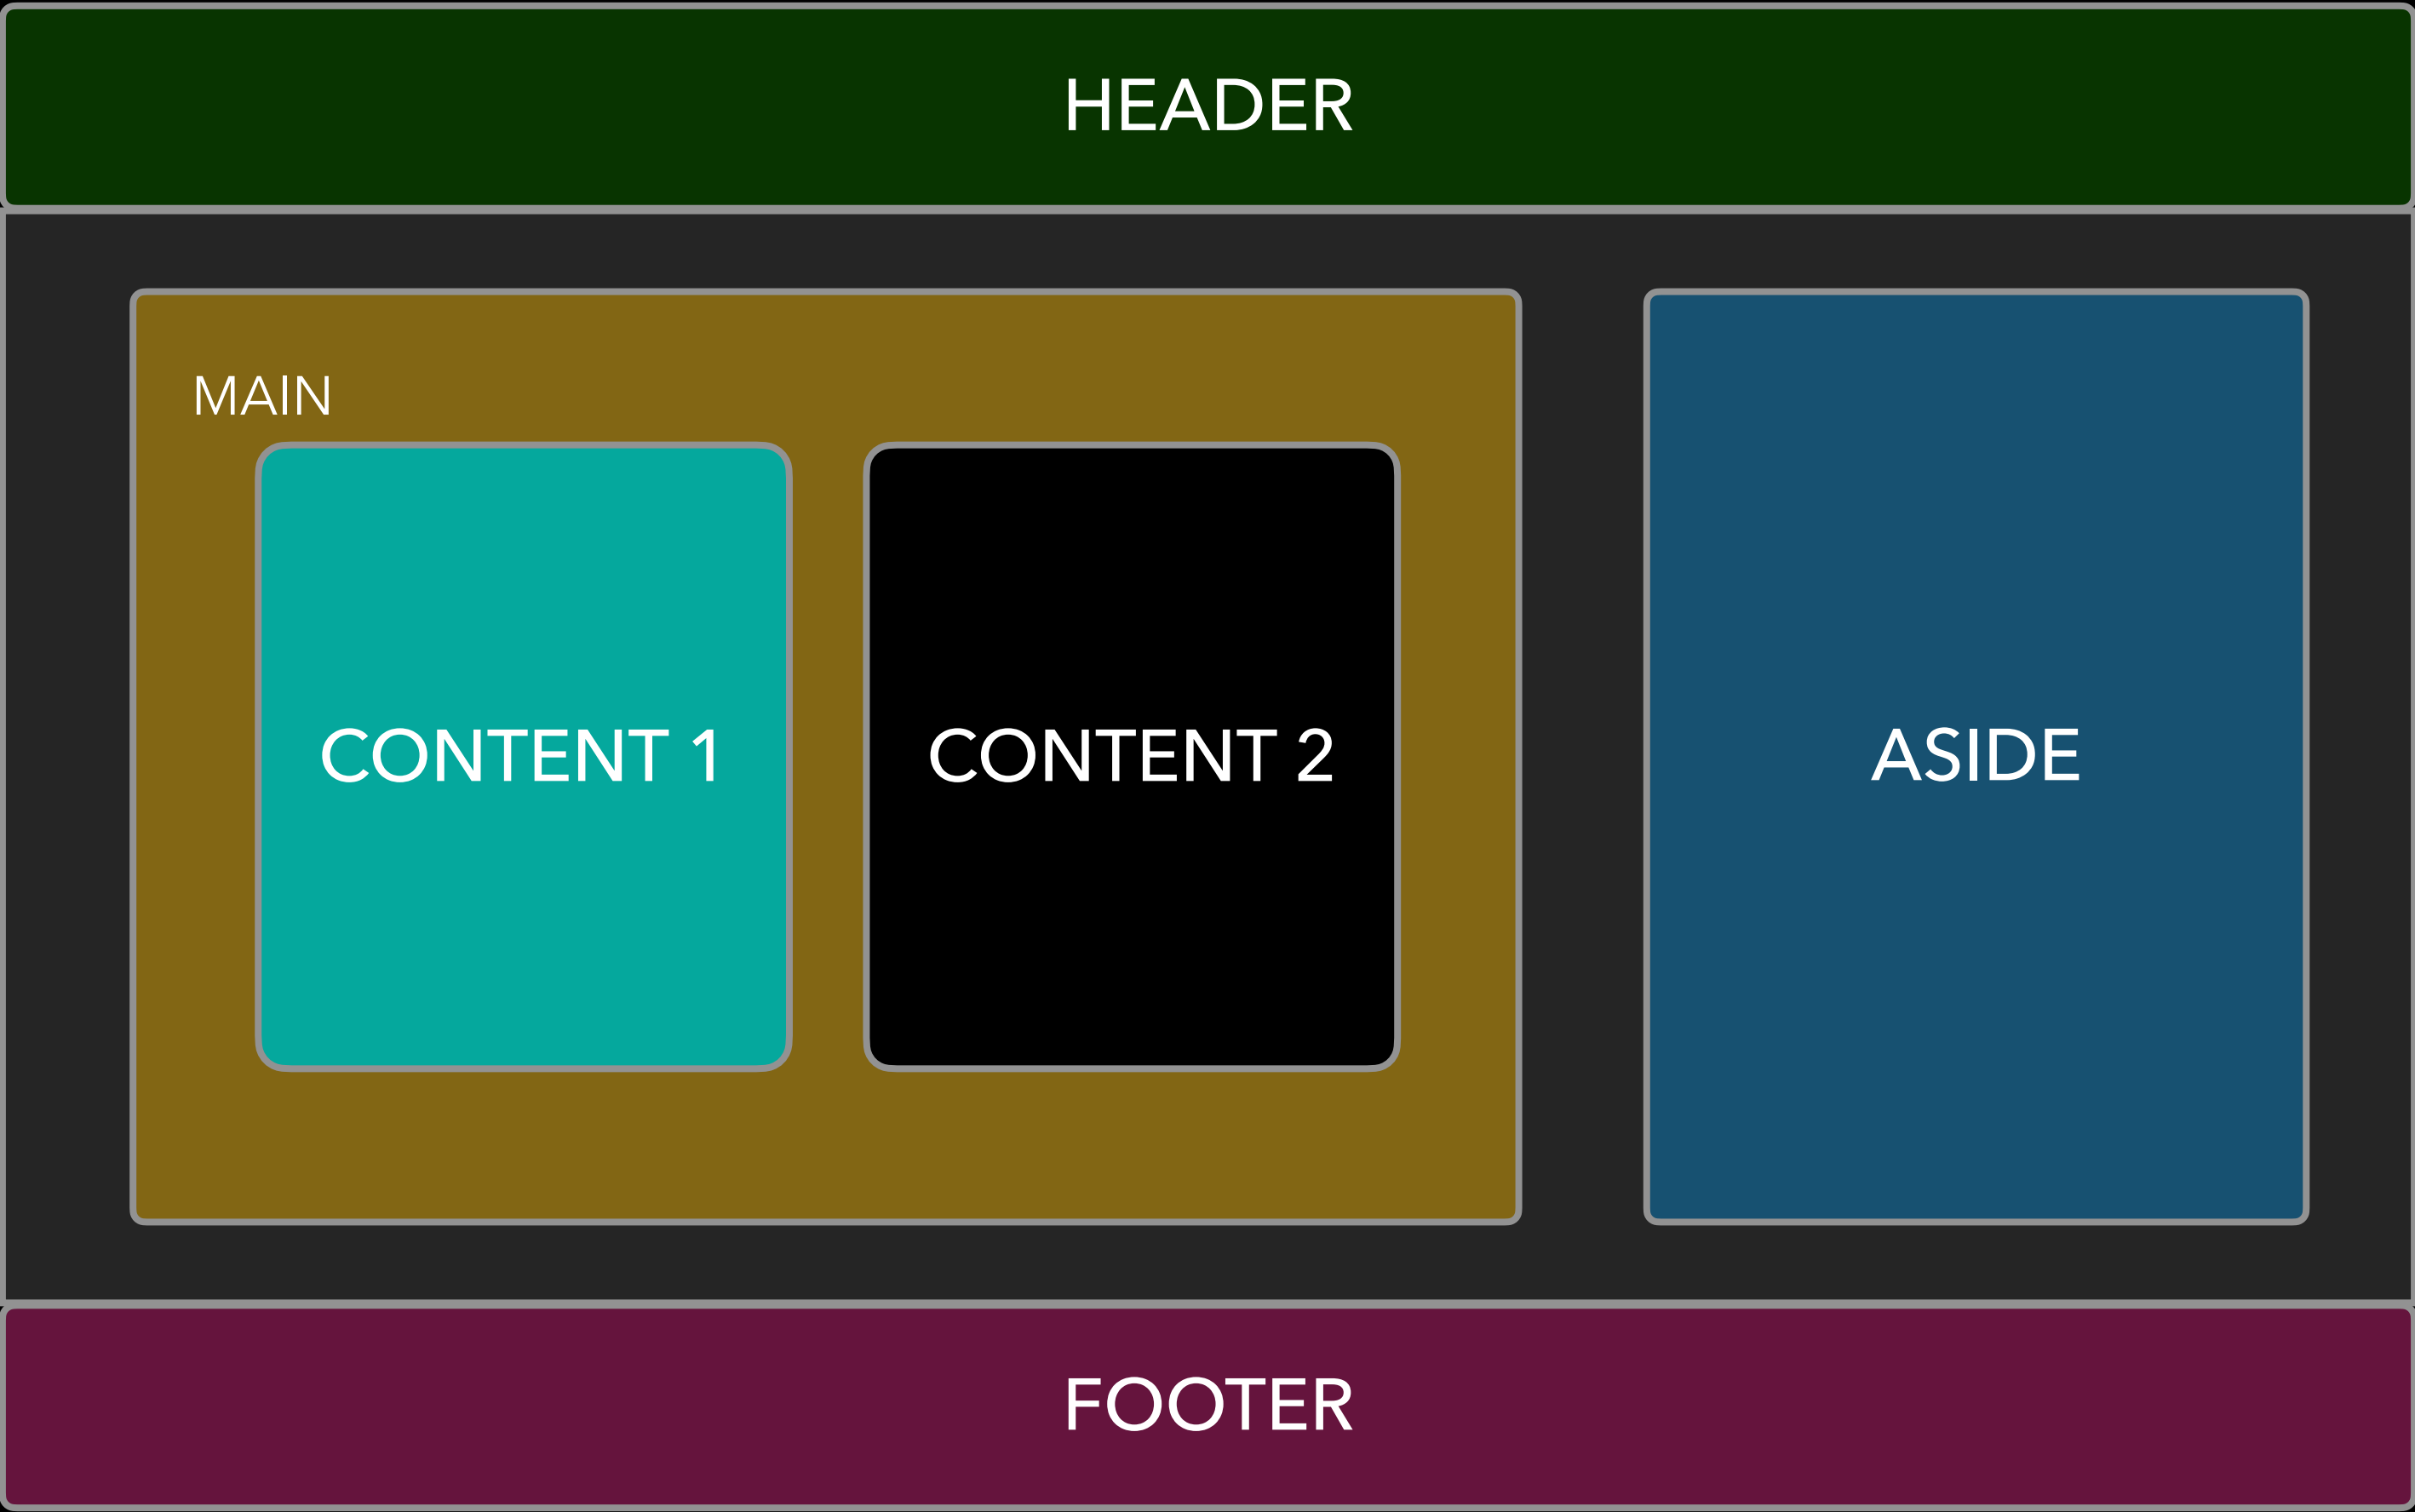 HEADER
MAIN
CONTENT 1
CONTENT 2
ASIDE
FOOTER